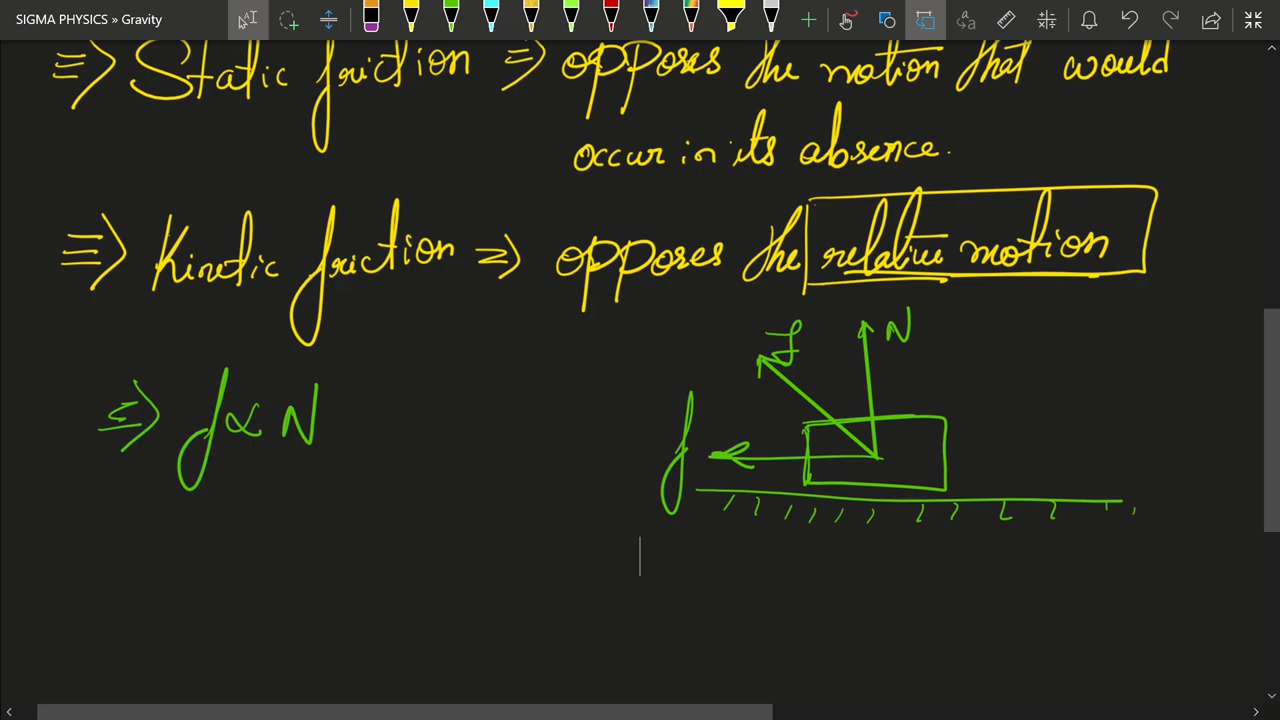 SIGMA PHYSICS » Gravity
⇒ Static friction ⇒ opposes the motion that would
occur in its absence.
⇒ Kinetic friction ⇒ opposes the relative motion
N
⇒ f ∝ N
f